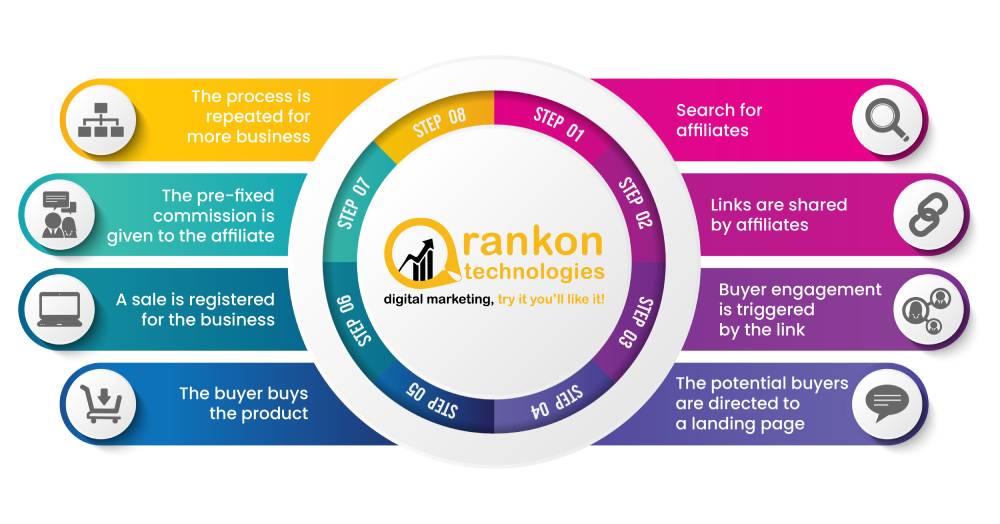 STEP 01
Search for
affiliates
STEP 02
Links are shared
by affiliates
STEP 03
Buyer engagement
is triggered
by the link
STEP 04
The potential buyers
are directed to
a landing page
STEP 05
The buyer buys
the product
STEP 06
A sale is registered
for the business
STEP 07
The pre-fixed
commission is
given to the affiliate
STEP 08
The process is
repeated for
more business
rankon
technologies
digital marketing, try it you'll like it!